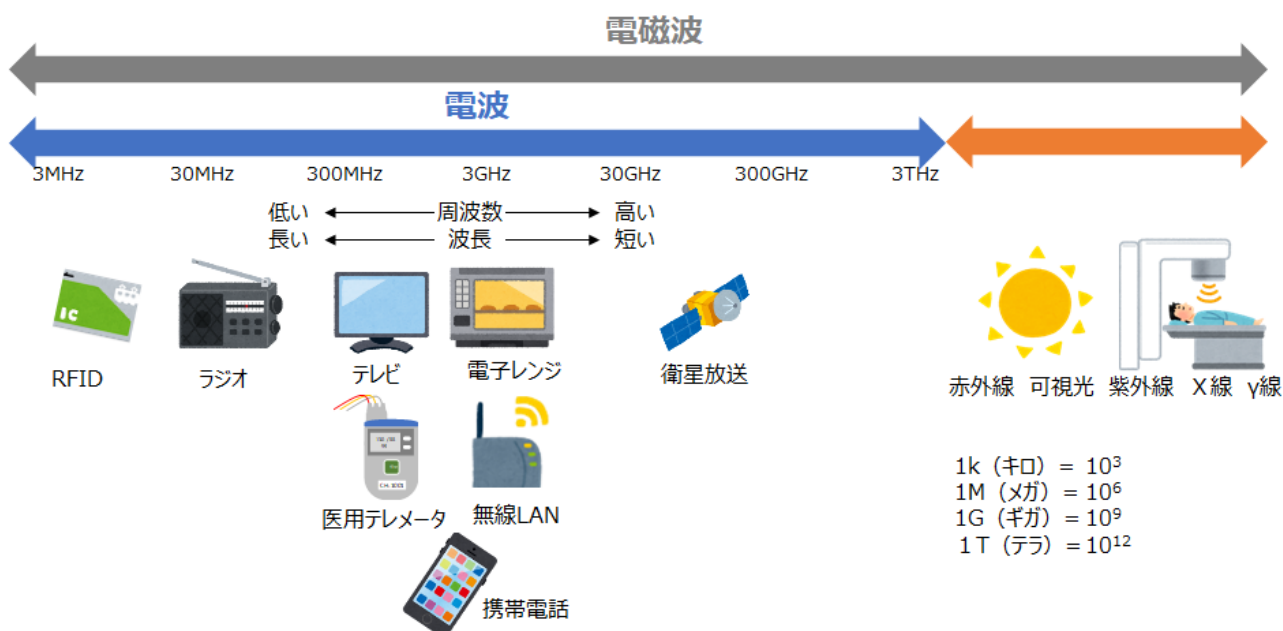 電磁波
電波
3MHz 30MHz 300MHz 3GHz 30GHz 300GHz 3THz
低い 周波数 高い
長い 波長 短い
IC
RFID ラジオ テレビ 電子レンジ 衛星放送
赤外線 可視光 紫外線 X線 γ線
医用テレメータ 無線LAN
携帯電話
1k（キロ）= 10³
1M（メガ）= 10⁶
1G（ギガ）= 10⁹
1T（テラ）= 10¹²